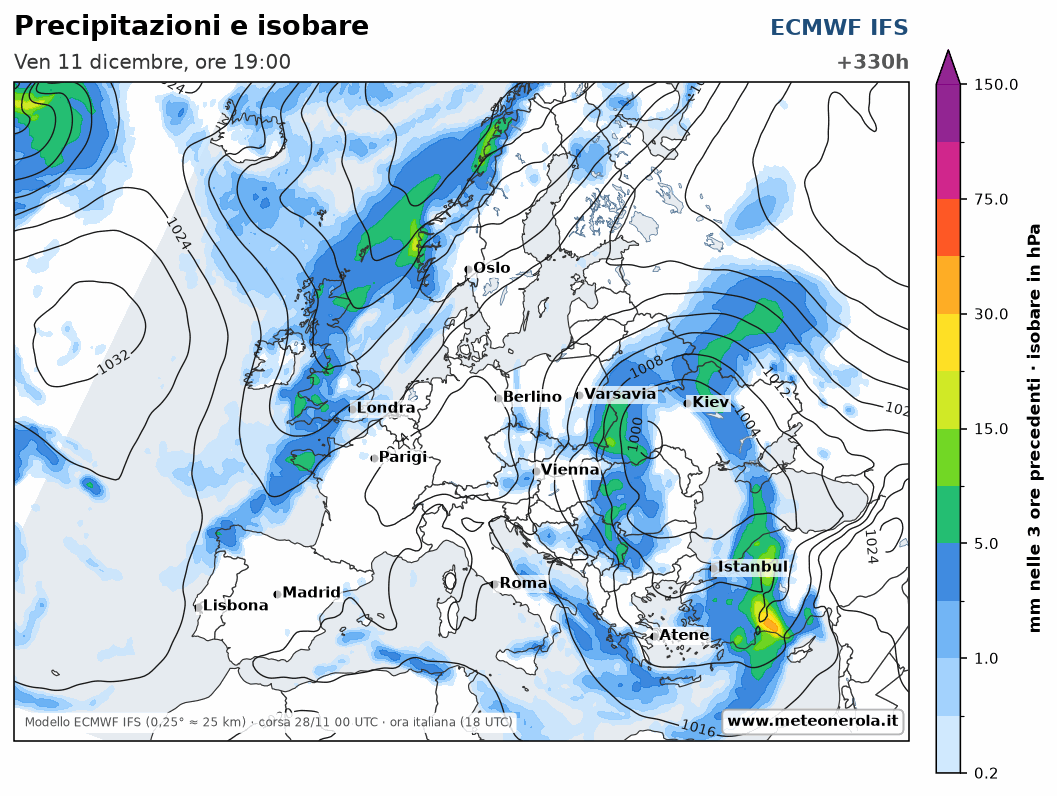 Precipitazioni e isobare
ECMWF IFS
Ven 11 dicembre, ore 19:00
+330h
150.0
75.0
30.0
15.0
5.0
1.0
0.2
mm nelle 3 ore precedenti · isobare in hPa
1024
1032
1008
1012
1004
1000
1024
1016
Oslo
Berlino
Varsavia
Kiev
Londra
Parigi
Vienna
Istanbul
Roma
Madrid
Lisbona
Atene
Modello ECMWF IFS (0,25° ≈ 25 km) · corsa 28/11 00 UTC · ora italiana (18 UTC)
www.meteonerola.it